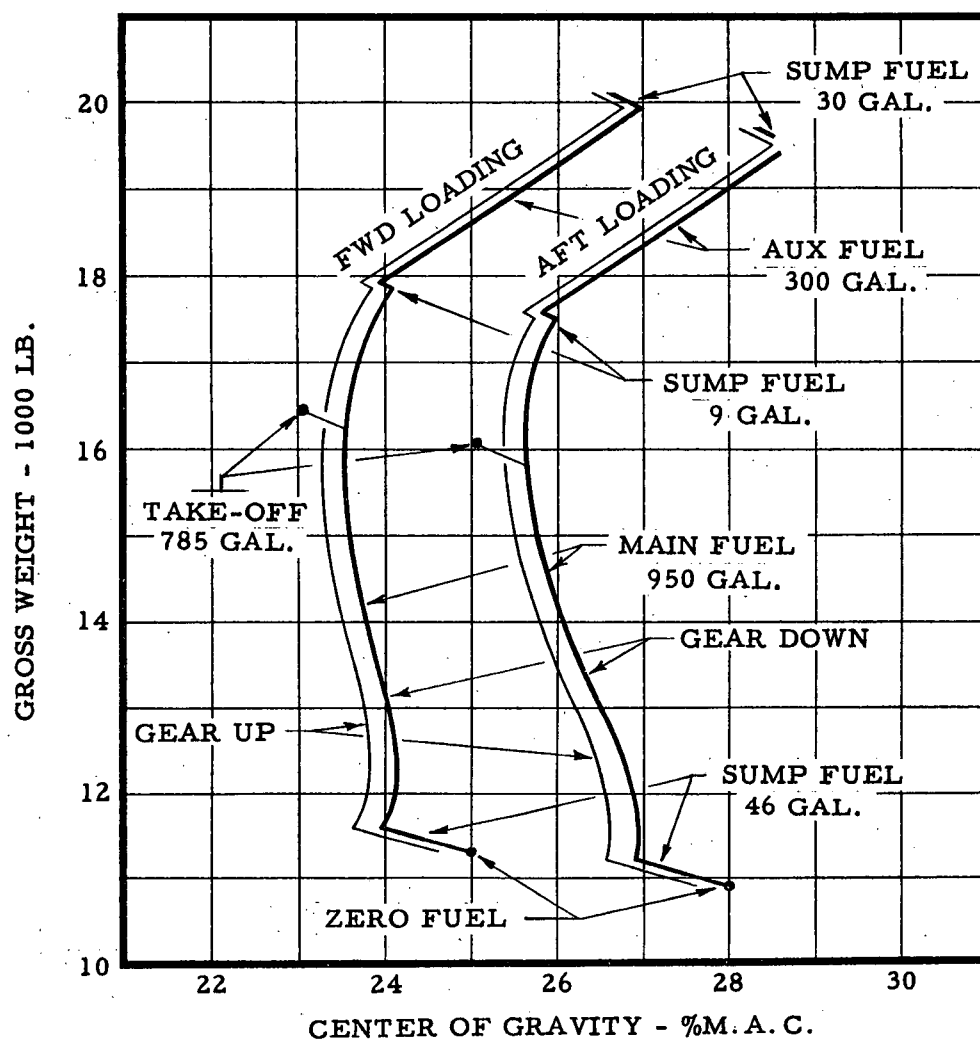 SUMP FUEL
30 GAL.
20
FWD LOADING
AFT LOADING
AUX FUEL
300 GAL.
18
SUMP FUEL
9 GAL.
16
TAKE-OFF
785 GAL.
MAIN FUEL
950 GAL.
14
GEAR DOWN
GEAR UP
SUMP FUEL
46 GAL.
12
ZERO FUEL
10
GROSS WEIGHT - 1000 LB.
22 24 26 28 30
CENTER OF GRAVITY - %M.A.C.